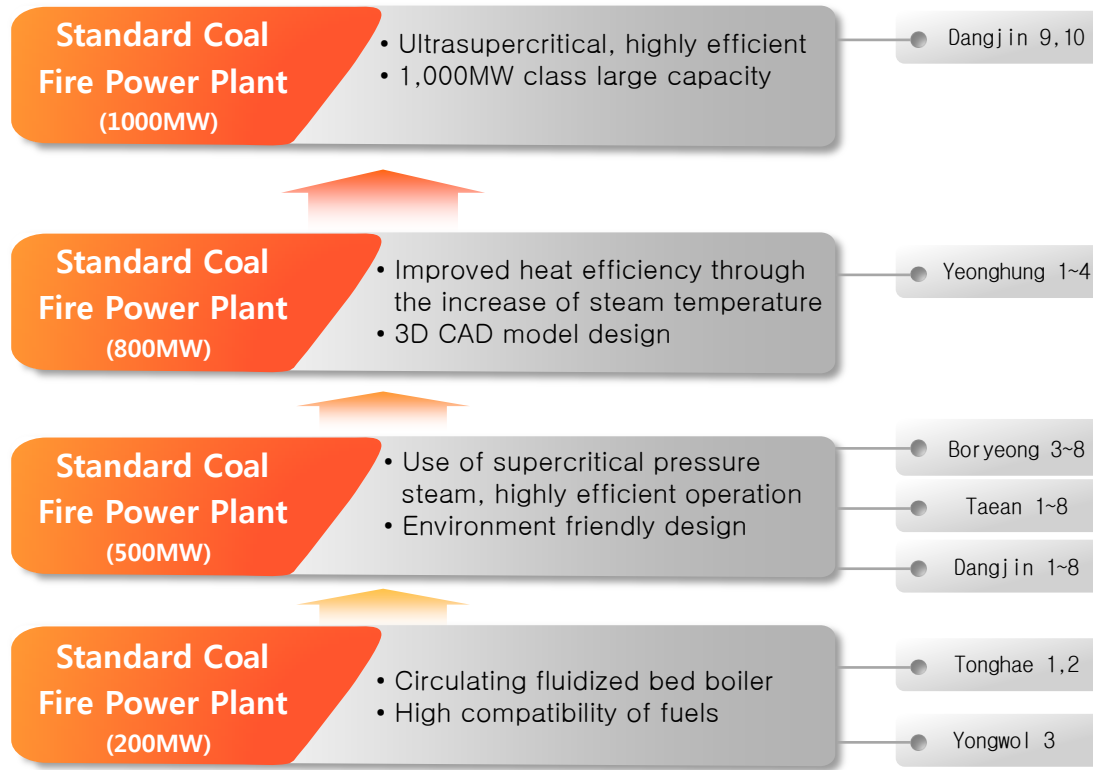 Standard Coal
Fire Power Plant
(1000MW)
• Ultrasupercritical, highly efficient
• 1,000MW class large capacity
Dangjin 9,10
Standard Coal
Fire Power Plant
(800MW)
• Improved heat efficiency through
the increase of steam temperature
• 3D CAD model design
Yeonghung 1~4
Standard Coal
Fire Power Plant
(500MW)
• Use of supercritical pressure
steam, highly efficient operation
• Environment friendly design
Boryeong 3~8
Taean 1~8
Dangjin 1~8
Standard Coal
Fire Power Plant
(200MW)
• Circulating fluidized bed boiler
• High compatibility of fuels
Tonghae 1,2
Yongwol 3